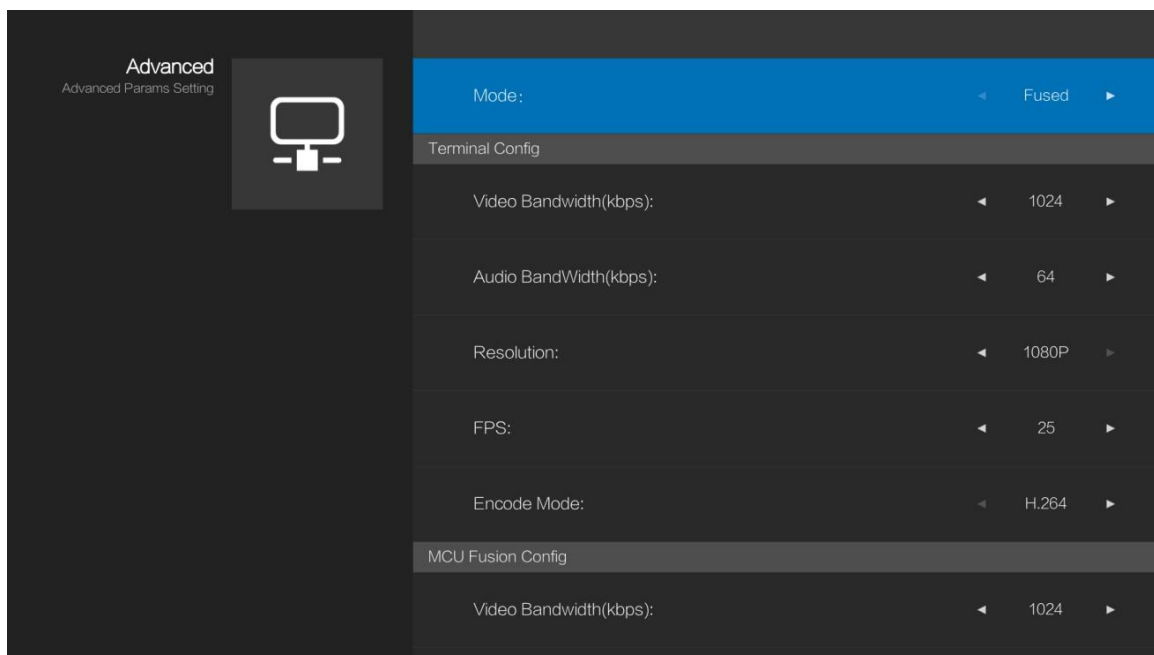 Advanced
Advanced Params Setting
Mode: Fused
Terminal Config
Video Bandwidth(kbps): 1024
Audio BandWidth(kbps): 64
Resolution: 1080P
FPS: 25
Encode Mode: H.264
MCU Fusion Config
Video Bandwidth(kbps): 1024